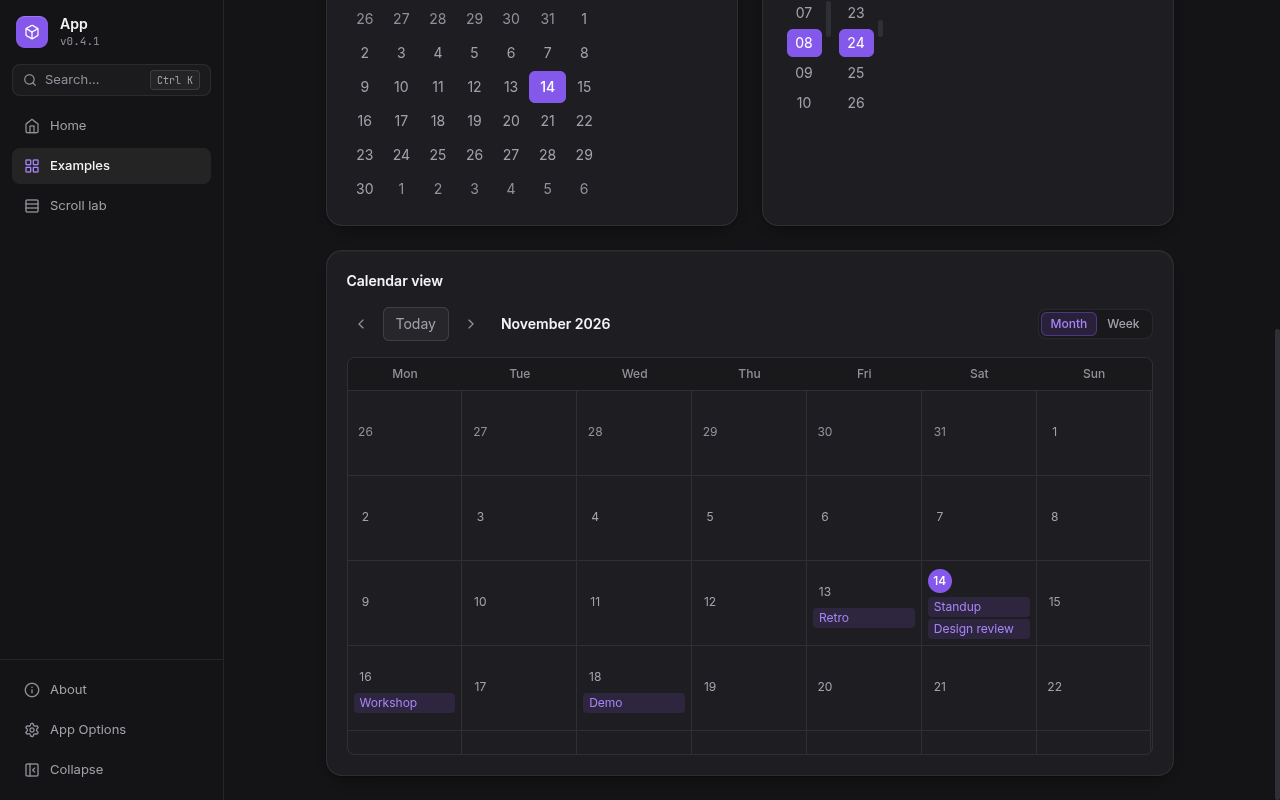 App
v0.4.1
Search...
Ctrl K
Home
Examples
Scroll lab
About
App Options
Collapse
26 27 28 29 30 31 1
2 3 4 5 6 7 8
9 10 11 12 13 14 15
16 17 18 19 20 21 22
23 24 25 26 27 28 29
30 1 2 3 4 5 6
07 23
08 24
09 25
10 26
Calendar view
Today
November 2026
Month Week
Mon Tue Wed Thu Fri Sat Sun
26 27 28 29 30 31 1
2 3 4 5 6 7 8
9 10 11 12 13 14 15
Retro
Standup
Design review
16 17 18 19 20 21 22
Workshop
Demo